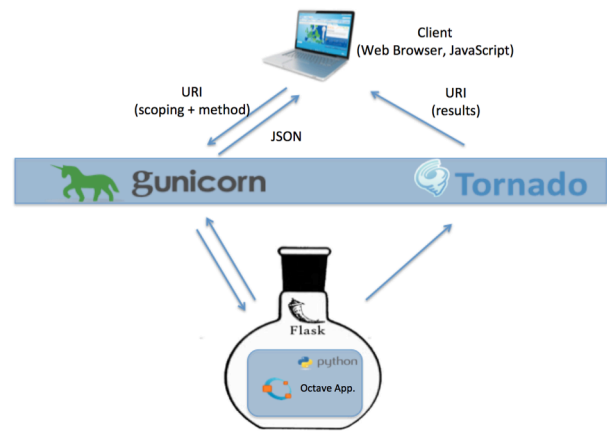 Client
(Web Browser, JavaScript)
URI
(scoping + method)
URI
(results)
JSON
gunicorn
Tornado
Flask
python
Octave App.